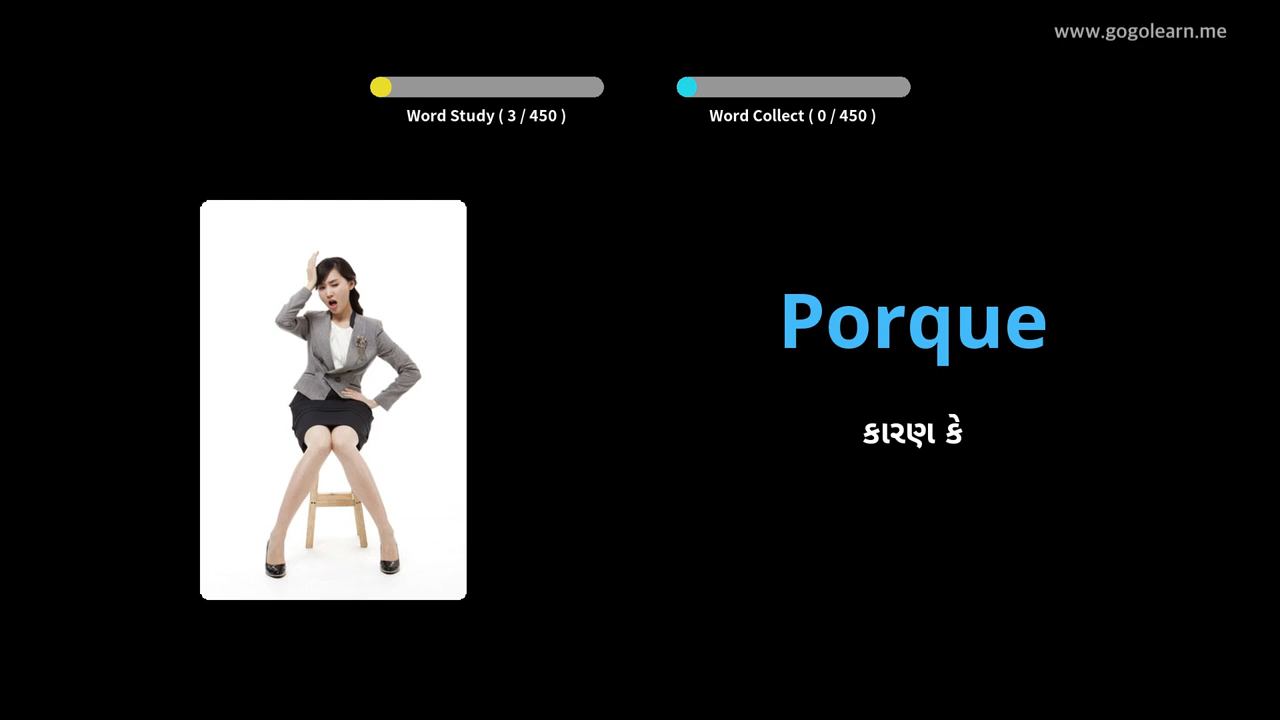 www.gogolearn.me
Word Study ( 3 / 450 )
Word Collect ( 0 / 450 )
Porque
કારણ કે